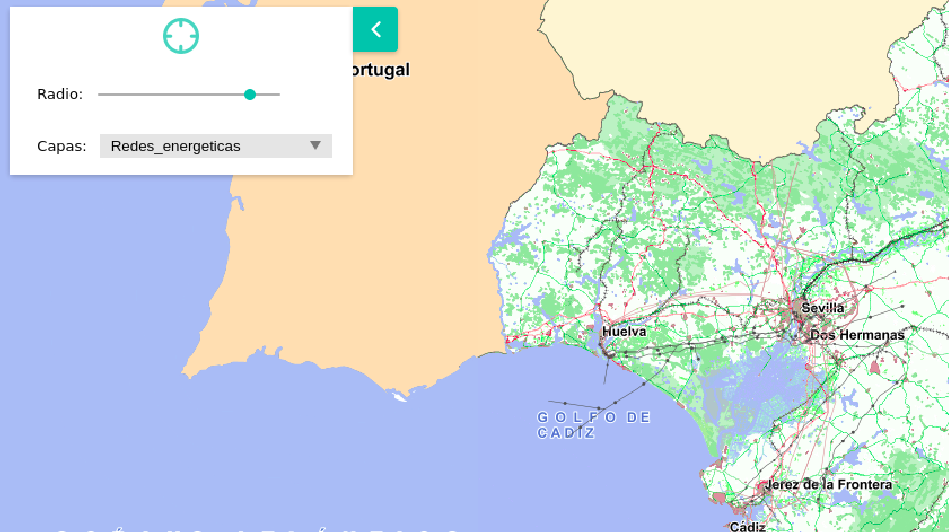 Radio:
Capas: Redes_energeticas
ortugal
Sevilla
Huelva
Dos Hermanas
GOLFO DE
CÁDIZ
Jerez de la Frontera
Cádiz